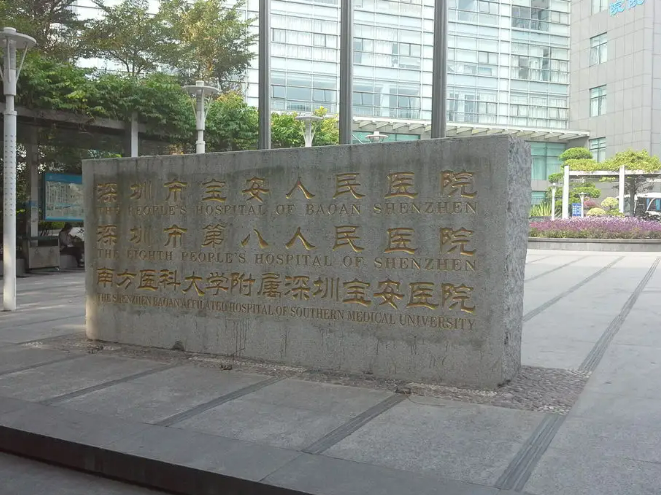 深圳市宝安人民医院
THE PEOPLE'S HOSPITAL OF BAOAN SHENZHEN
深圳市第八人民医院
THE EIGHTH PEOPLE'S HOSPITAL OF SHENZHEN
南方医科大学附属深圳宝安医院
THE SHENZHEN BAOAN AFFILIATED HOSPITAL OF SOUTHERN MEDICAL UNIVERSITY